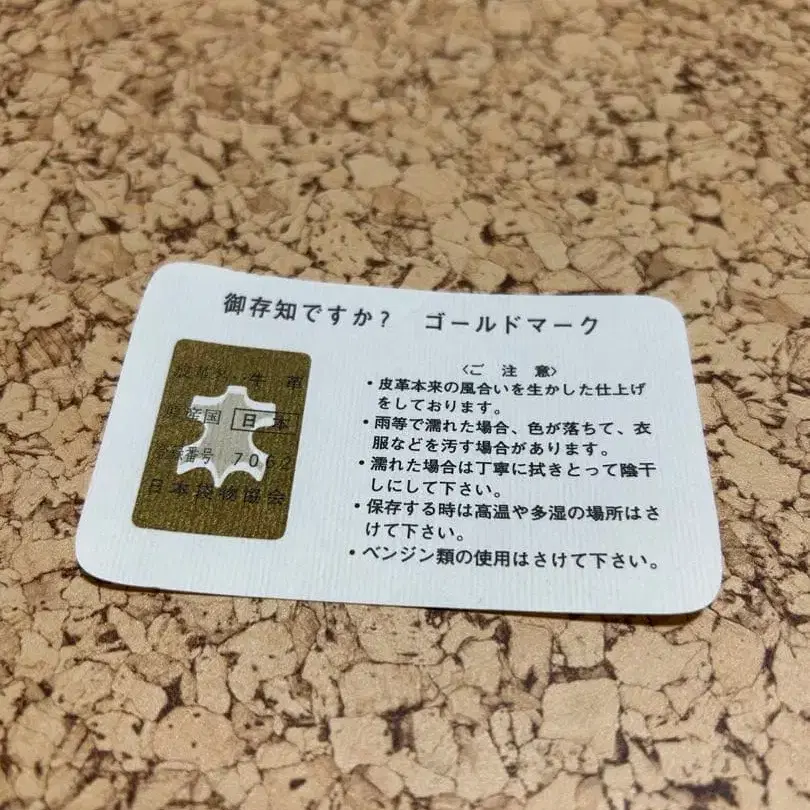 御存知ですか? ゴールドマーク
牛革
産国 日本
番号 7062
日本袋物協会
〈ご注意〉
・皮革本来の風合いを生かした仕上げ
をしております。
・雨等で濡れた場合、色が落ちて、衣
服などを汚す場合があります。
・濡れた場合は丁寧に拭きとって陰干
しにして下さい。
・保存する時は高温や多湿の場所はさ
けて下さい。
・ベンジン類の使用はさけて下さい。